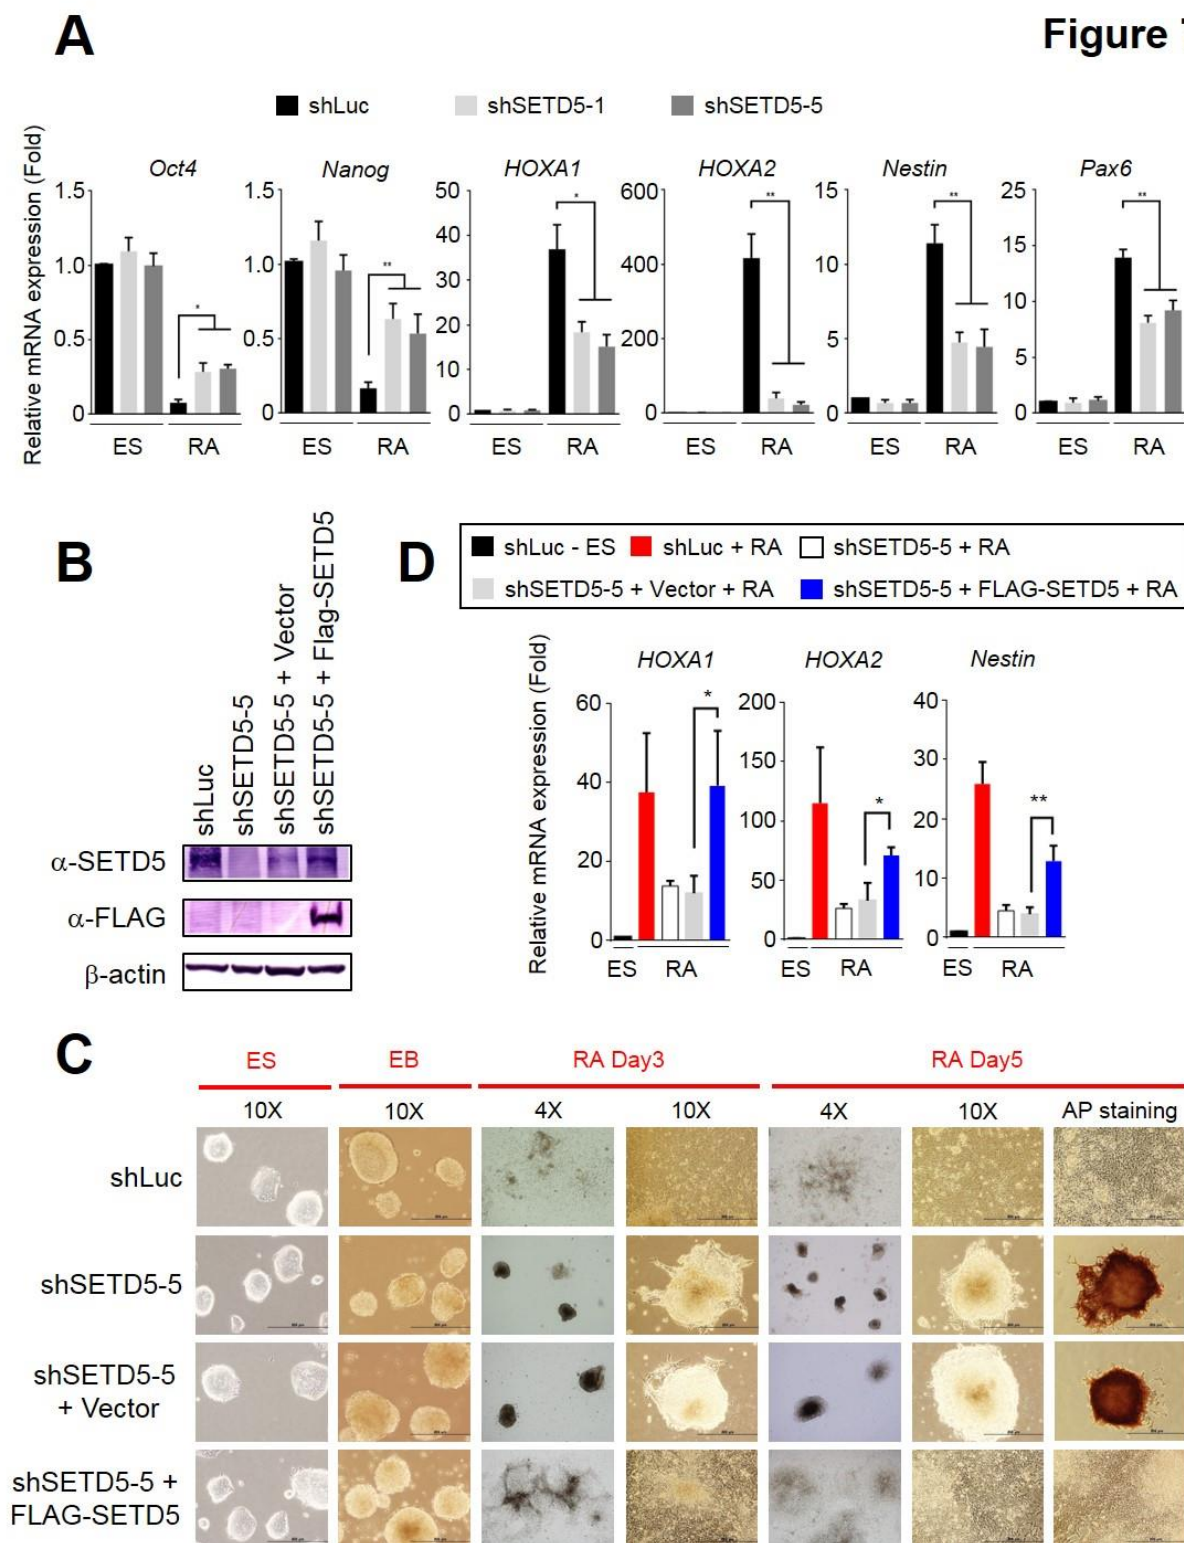 A
Figure 7
shLuc shSETD5-1 shSETD5-5
Relative mRNA expression (Fold)
Oct4 Nanog HOXA1 HOXA2 Nestin Pax6
1.5 1.5 50 600 15 25
1.0 1.0 40 400 10 20
0.5 0.5 30 200 5 15
0 0 20 0 0 10
10 5
0 0
* ** * ** ** **
ES RA ES RA ES RA ES RA ES RA ES RA
B
shLuc
shSETD5-5
shSETD5-5 + Vector
shSETD5-5 + Flag-SETD5
α-SETD5
α-FLAG
β-actin
D
shLuc - ES shLuc + RA shSETD5-5 + RA
shSETD5-5 + Vector + RA shSETD5-5 + FLAG-SETD5 + RA
Relative mRNA expression (Fold)
HOXA1 HOXA2 Nestin
60 200 40
40 150 30
20 100 20
0 50 10
0 0
* * **
ES RA ES RA ES RA
C
ES EB RA Day3 RA Day5
10X 10X 4X 10X 4X 10X AP staining
shLuc
shSETD5-5
shSETD5-5
+ Vector
shSETD5-5 +
FLAG-SETD5